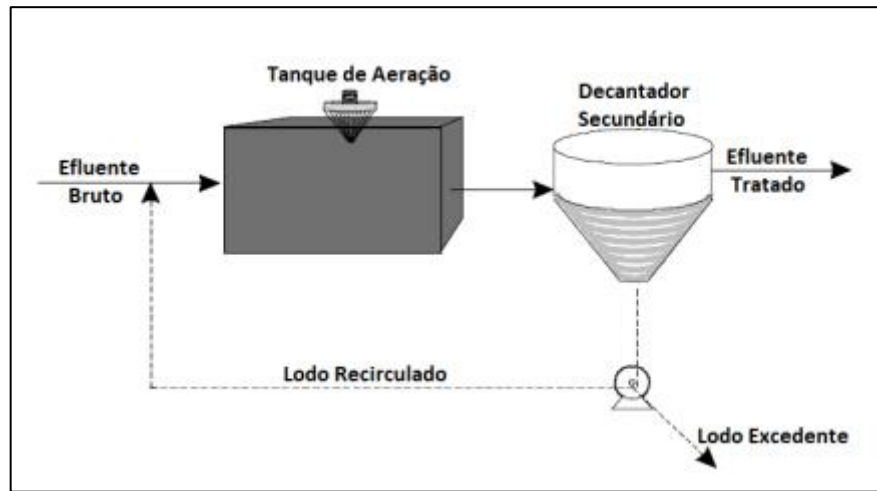 Tanque de Aeração
Decantador
Secundário
Efluente
Bruto
Efluente
Tratado
Lodo Recirculado
Lodo Excedente